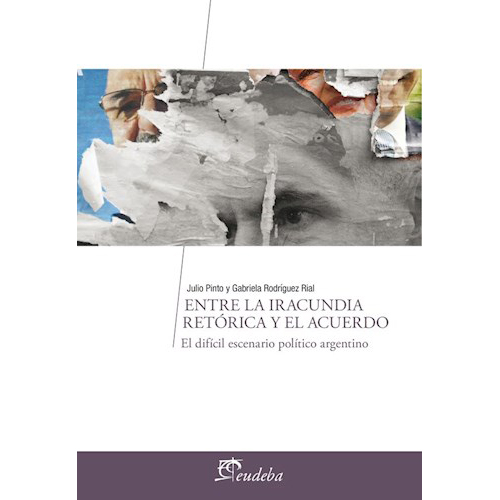 Julio Pinto y Gabriela Rodríguez Rial
ENTRE LA IRACUNDIA
RETÓRICA Y EL ACUERDO
El difícil escenario político argentino
eudeba